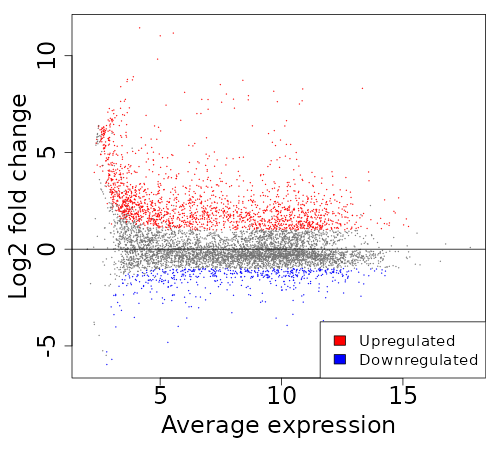 Log2 fold change
10
5
0
-5
Upregulated
Downregulated
5 10 15
Average expression